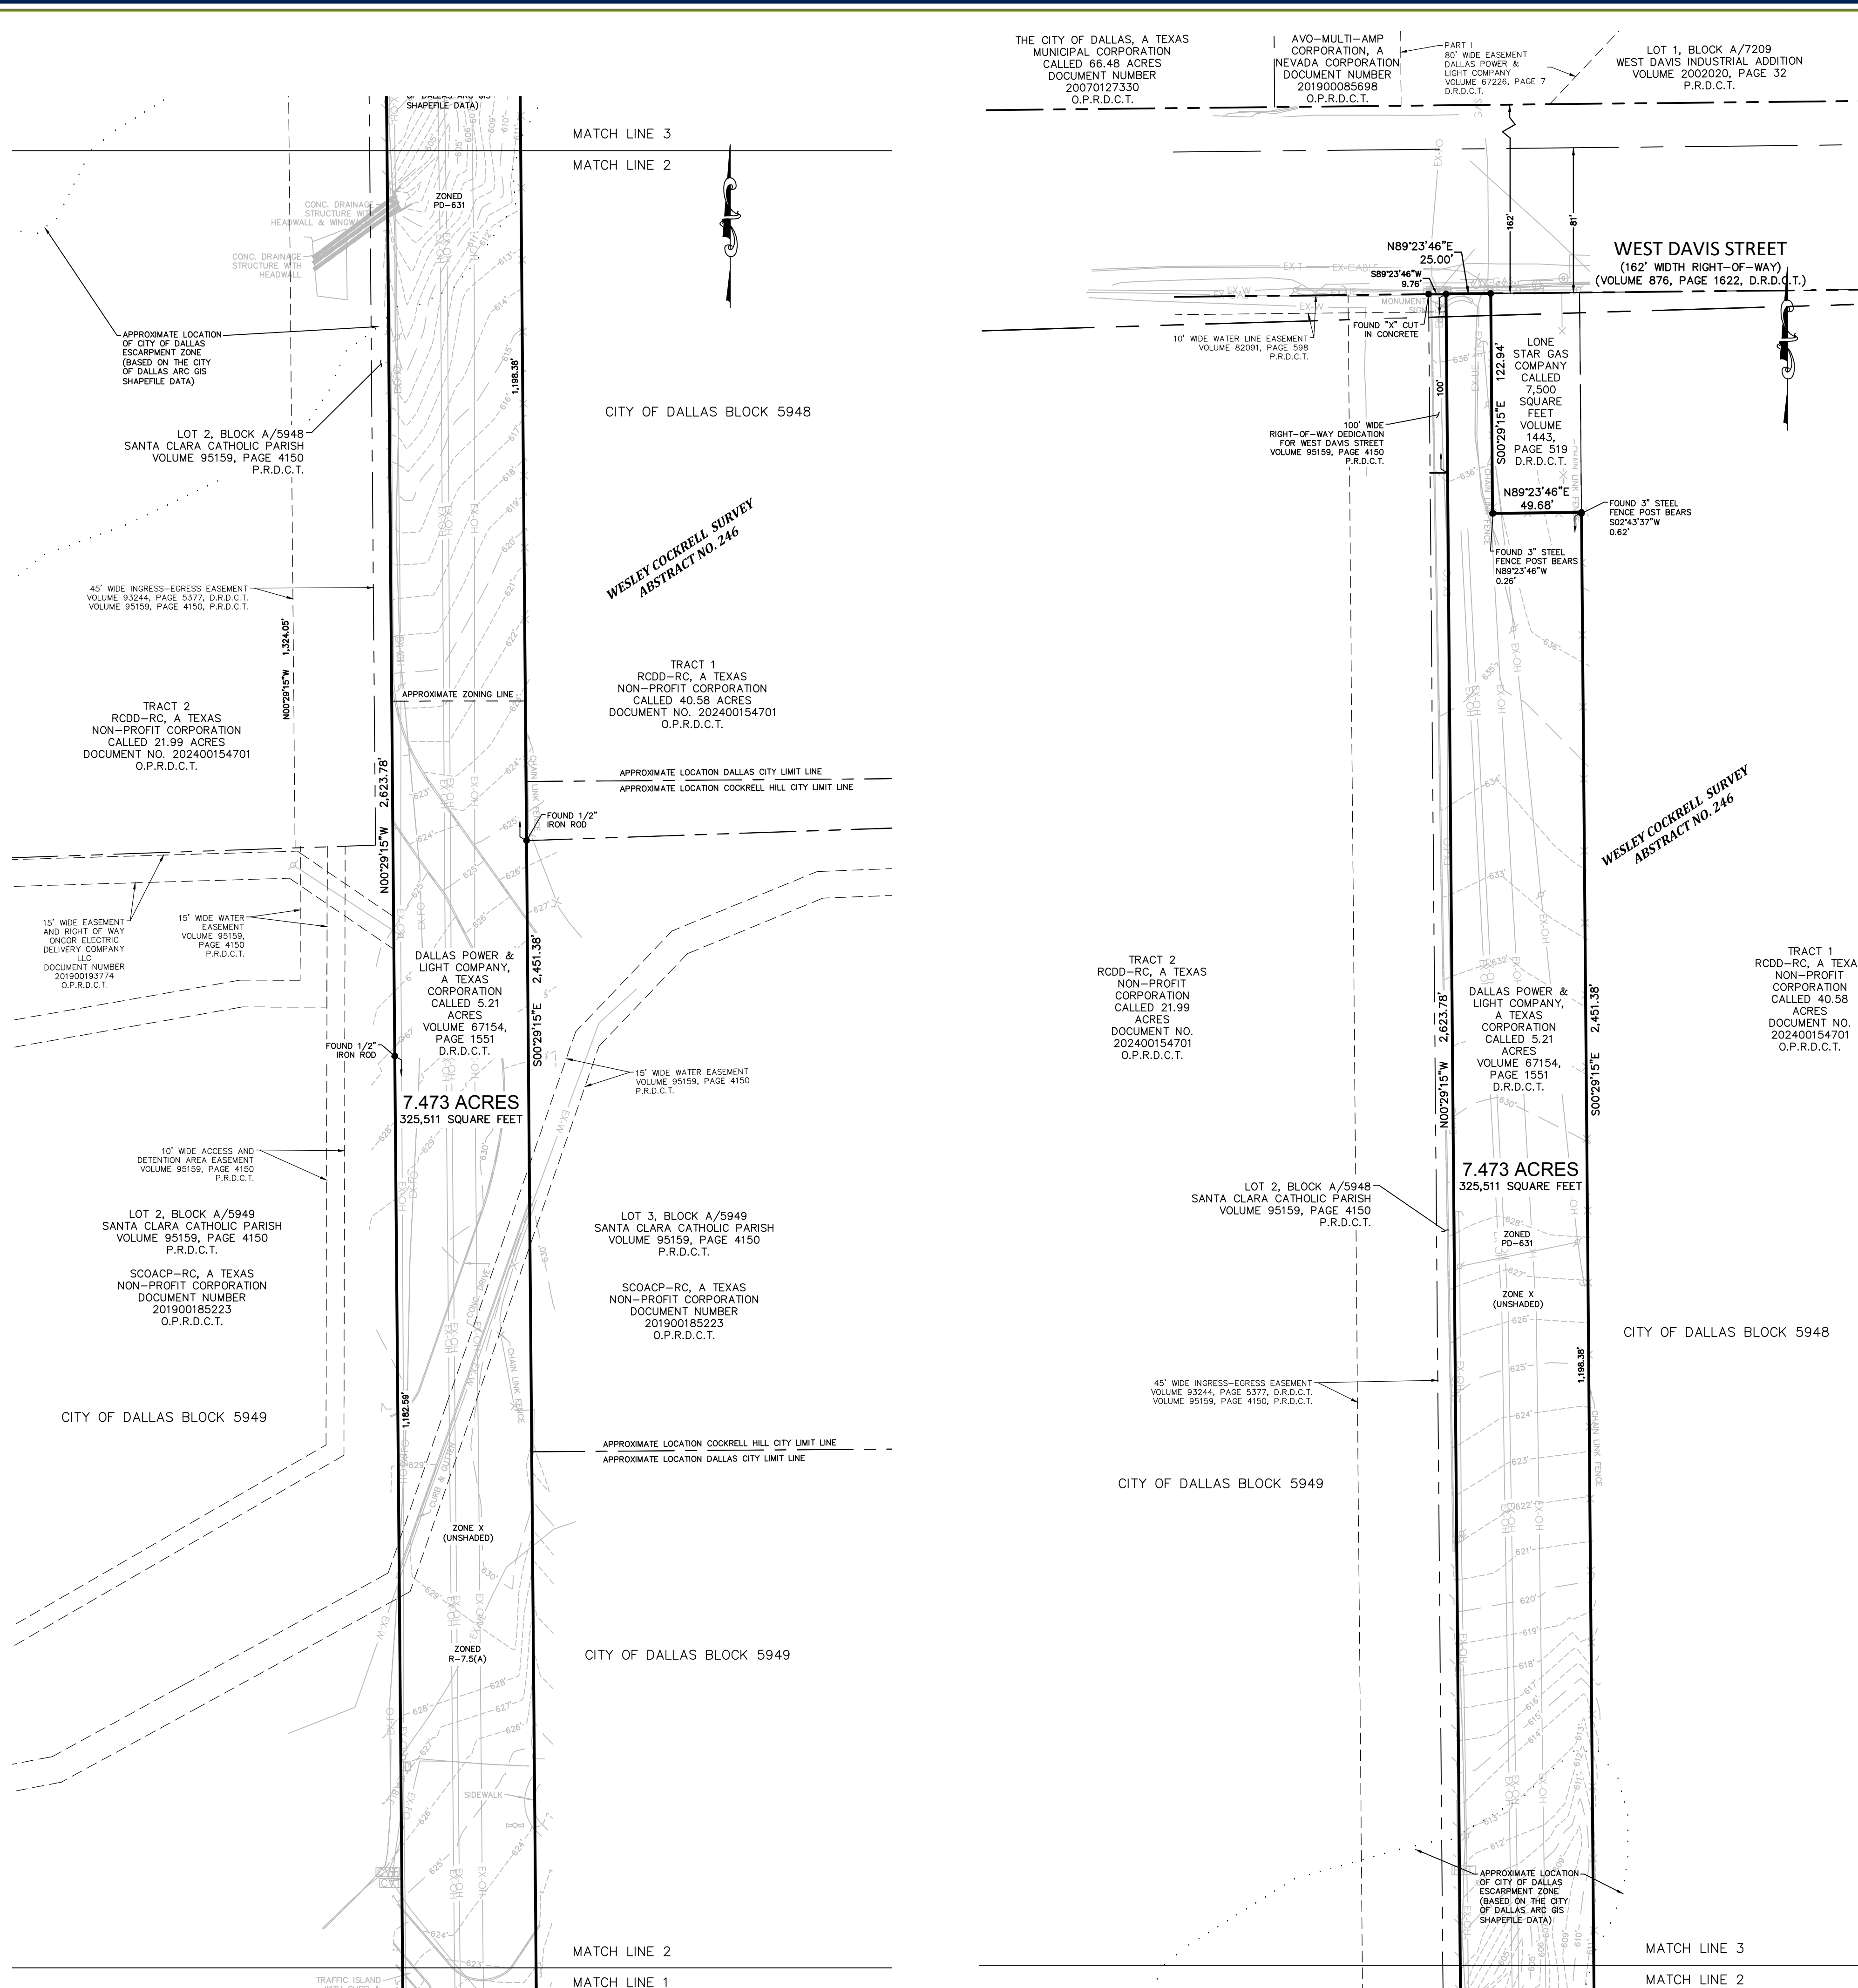 OF DALLAS ARC GIS
SHAPEFILE DATA)
MATCH LINE 3
MATCH LINE 2
ZONED
PD-631
CONC. DRAINAGE
STRUCTURE WITH
HEADWALL & WINGWALL
CONC. DRAINAGE
STRUCTURE WITH
HEADWALL
APPROXIMATE LOCATION
OF CITY OF DALLAS
ESCARPMENT ZONE
(BASED ON THE CITY
OF DALLAS ARC GIS
SHAPEFILE DATA)
1,198.38'
CITY OF DALLAS BLOCK 5948
LOT 2, BLOCK A/5948
SANTA CLARA CATHOLIC PARISH
VOLUME 95159, PAGE 4150
P.R.D.C.T.
WESLEY COCKRELL SURVEY
ABSTRACT NO. 246
45' WIDE INGRESS-EGRESS EASEMENT
VOLUME 93244, PAGE 5377, D.R.D.C.T.
VOLUME 95159, PAGE 4150, P.R.D.C.T.
N00°29'15"W 1,324.05'
TRACT 1
RCDD-RC, A TEXAS
NON-PROFIT CORPORATION
CALLED 40.58 ACRES
DOCUMENT NO. 202400154701
O.P.R.D.C.T.
APPROXIMATE ZONING LINE
TRACT 2
RCDD-RC, A TEXAS
NON-PROFIT CORPORATION
CALLED 21.99 ACRES
DOCUMENT NO. 202400154701
O.P.R.D.C.T.
N00°29'15"W 2,623.78'
APPROXIMATE LOCATION DALLAS CITY LIMIT LINE
APPROXIMATE LOCATION COCKRELL HILL CITY LIMIT LINE
FOUND 1/2"
IRON ROD
15' WIDE EASEMENT
AND RIGHT OF WAY
ONCOR ELECTRIC
DELIVERY COMPANY
LLC
DOCUMENT NUMBER
201900193774
O.P.R.D.C.T.
15' WIDE WATER
EASEMENT
VOLUME 95159,
PAGE 4150
P.R.D.C.T.
DALLAS POWER &
LIGHT COMPANY,
A TEXAS
CORPORATION
CALLED 5.21
ACRES
VOLUME 67154,
PAGE 1551
D.R.D.C.T.
S00°29'15"E 2,451.38'
FOUND 1/2"
IRON ROD
15' WIDE WATER EASEMENT
VOLUME 95159, PAGE 4150
P.R.D.C.T.
7.473 ACRES
325,511 SQUARE FEET
10' WIDE ACCESS AND
DETENTION AREA EASEMENT
VOLUME 95159, PAGE 4150
P.R.D.C.T.
LOT 2, BLOCK A/5949
SANTA CLARA CATHOLIC PARISH
VOLUME 95159, PAGE 4150
P.R.D.C.T.
SCOACP-RC, A TEXAS
NON-PROFIT CORPORATION
DOCUMENT NUMBER
201900185223
O.P.R.D.C.T.
LOT 3, BLOCK A/5949
SANTA CLARA CATHOLIC PARISH
VOLUME 95159, PAGE 4150
P.R.D.C.T.
SCOACP-RC, A TEXAS
NON-PROFIT CORPORATION
DOCUMENT NUMBER
201900185223
O.P.R.D.C.T.
CONC. DRIVE
CHAIN LINK FENCE
1,182.59'
CITY OF DALLAS BLOCK 5949
APPROXIMATE LOCATION COCKRELL HILL CITY LIMIT LINE
APPROXIMATE LOCATION DALLAS CITY LIMIT LINE
CURB & GUTTER
ZONE X
(UNSHADED)
ZONED
R-7.5(A)
CITY OF DALLAS BLOCK 5949
SIDEWALK
MATCH LINE 2
MATCH LINE 1
TRAFFIC ISLAND
THE CITY OF DALLAS, A TEXAS
MUNICIPAL CORPORATION
CALLED 66.48 ACRES
DOCUMENT NUMBER
20070127330
O.P.R.D.C.T.
AVO-MULTI-AMP
CORPORATION, A
NEVADA CORPORATION
DOCUMENT NUMBER
201900085698
O.P.R.D.C.T.
PART I
80' WIDE EASEMENT
DALLAS POWER &
LIGHT COMPANY
VOLUME 67226, PAGE 7
D.R.D.C.T.
LOT 1, BLOCK A/7209
WEST DAVIS INDUSTRIAL ADDITION
VOLUME 2002020, PAGE 32
P.R.D.C.T.
162'
81'
N89°23'46"E
25.00'
S89°23'46"W
9.76'
WEST DAVIS STREET
(162' WIDTH RIGHT-OF-WAY)
(VOLUME 876, PAGE 1622, D.R.D.C.T.)
MONUMENT
SIGN
FOUND "X" CUT
IN CONCRETE
10' WIDE WATER LINE EASEMENT
VOLUME 82091, PAGE 598
P.R.D.C.T.
100'
S00°29'15"E 122.94'
LONE
STAR GAS
COMPANY
CALLED
7,500
SQUARE
FEET
VOLUME
1443,
PAGE 519
D.R.D.C.T.
100' WIDE
RIGHT-OF-WAY DEDICATION
FOR WEST DAVIS STREET
VOLUME 95159, PAGE 4150
P.R.D.C.T.
N89°23'46"E
49.68'
FOUND 3" STEEL
FENCE POST BEARS
S02°43'37"W
0.62'
FOUND 3" STEEL
FENCE POST BEARS
N89°23'46"W
0.26'
WESLEY COCKRELL SURVEY
ABSTRACT NO. 246
TRACT 2
RCDD-RC, A TEXAS
NON-PROFIT
CORPORATION
CALLED 21.99
ACRES
DOCUMENT NO.
202400154701
O.P.R.D.C.T.
N00°29'15"W 2,623.78'
DALLAS POWER &
LIGHT COMPANY,
A TEXAS
CORPORATION
CALLED 5.21
ACRES
VOLUME 67154,
PAGE 1551
D.R.D.C.T.
S00°29'15"E 2,451.38'
TRACT 1
RCDD-RC, A TEXA
NON-PROFIT
CORPORATION
CALLED 40.58
ACRES
DOCUMENT NO.
202400154701
O.P.R.D.C.T.
7.473 ACRES
325,511 SQUARE FEET
LOT 2, BLOCK A/5948
SANTA CLARA CATHOLIC PARISH
VOLUME 95159, PAGE 4150
P.R.D.C.T.
ZONED
PD-631
ZONE X
(UNSHADED)
CITY OF DALLAS BLOCK 5948
1,198.38'
45' WIDE INGRESS-EGRESS EASEMENT
VOLUME 93244, PAGE 5377, D.R.D.C.T.
VOLUME 95159, PAGE 4150, P.R.D.C.T.
CHAIN LINK FENCE
CITY OF DALLAS BLOCK 5949
APPROXIMATE LOCATION
OF CITY OF DALLAS
ESCARPMENT ZONE
(BASED ON THE CITY
OF DALLAS ARC GIS
SHAPEFILE DATA)
MATCH LINE 3
MATCH LINE 2